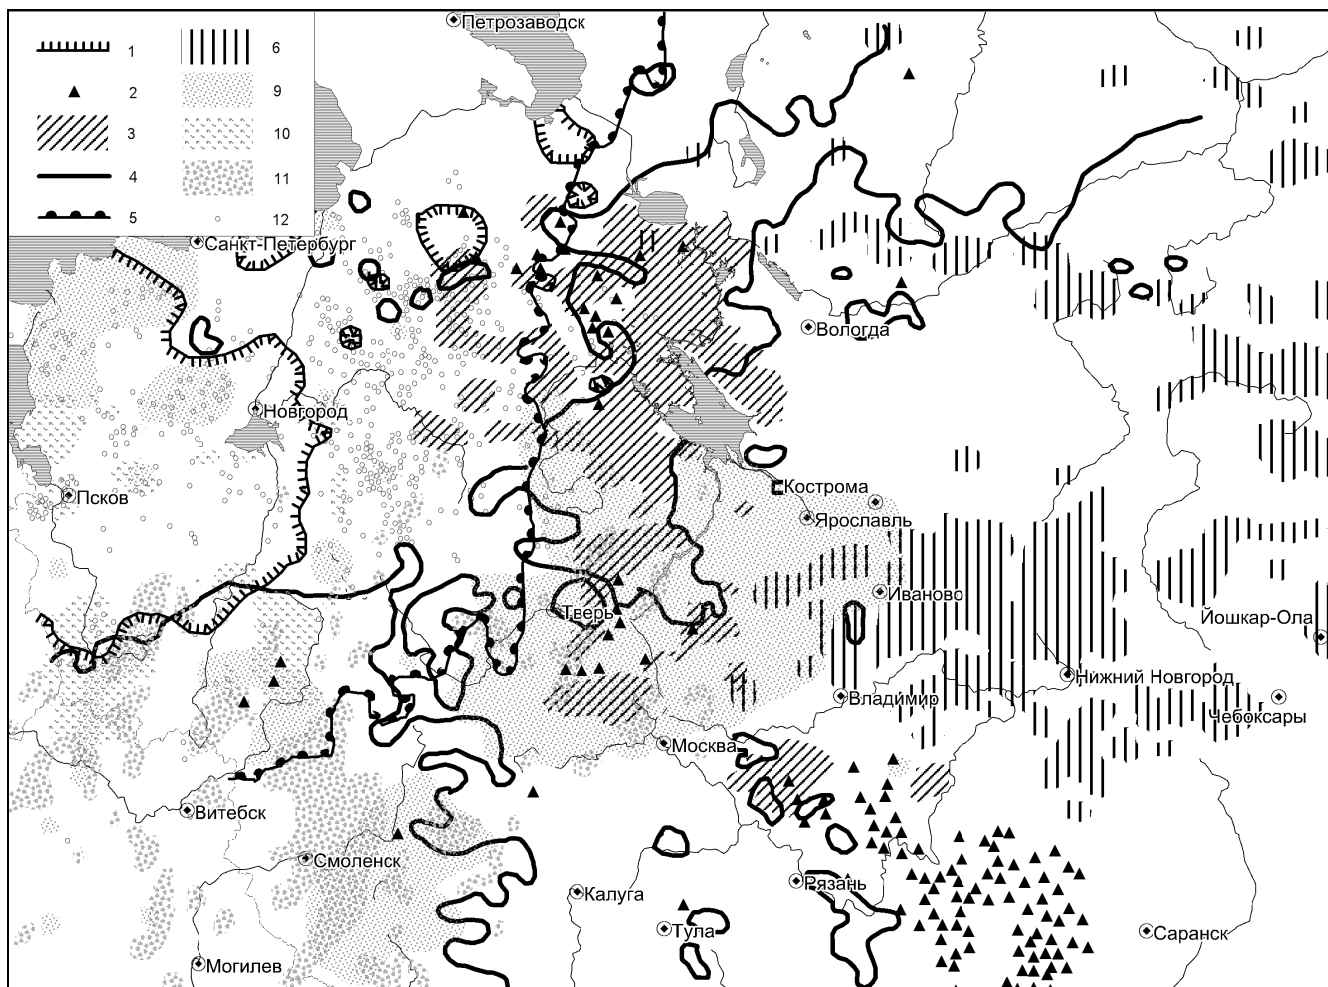 Петрозаводск
1
6
2
9
3
10
4
11
5
12
Санкт-Петербург
Вологда
Новгород
Псков
Кострома
Ярославль
Иваново
Тверь
Йошкар-Ола
Нижний Новгород
Владимир
Чебоксары
Москва
Витебск
Смоленск
Рязань
Калуга
Тула
Саранск
Могилев